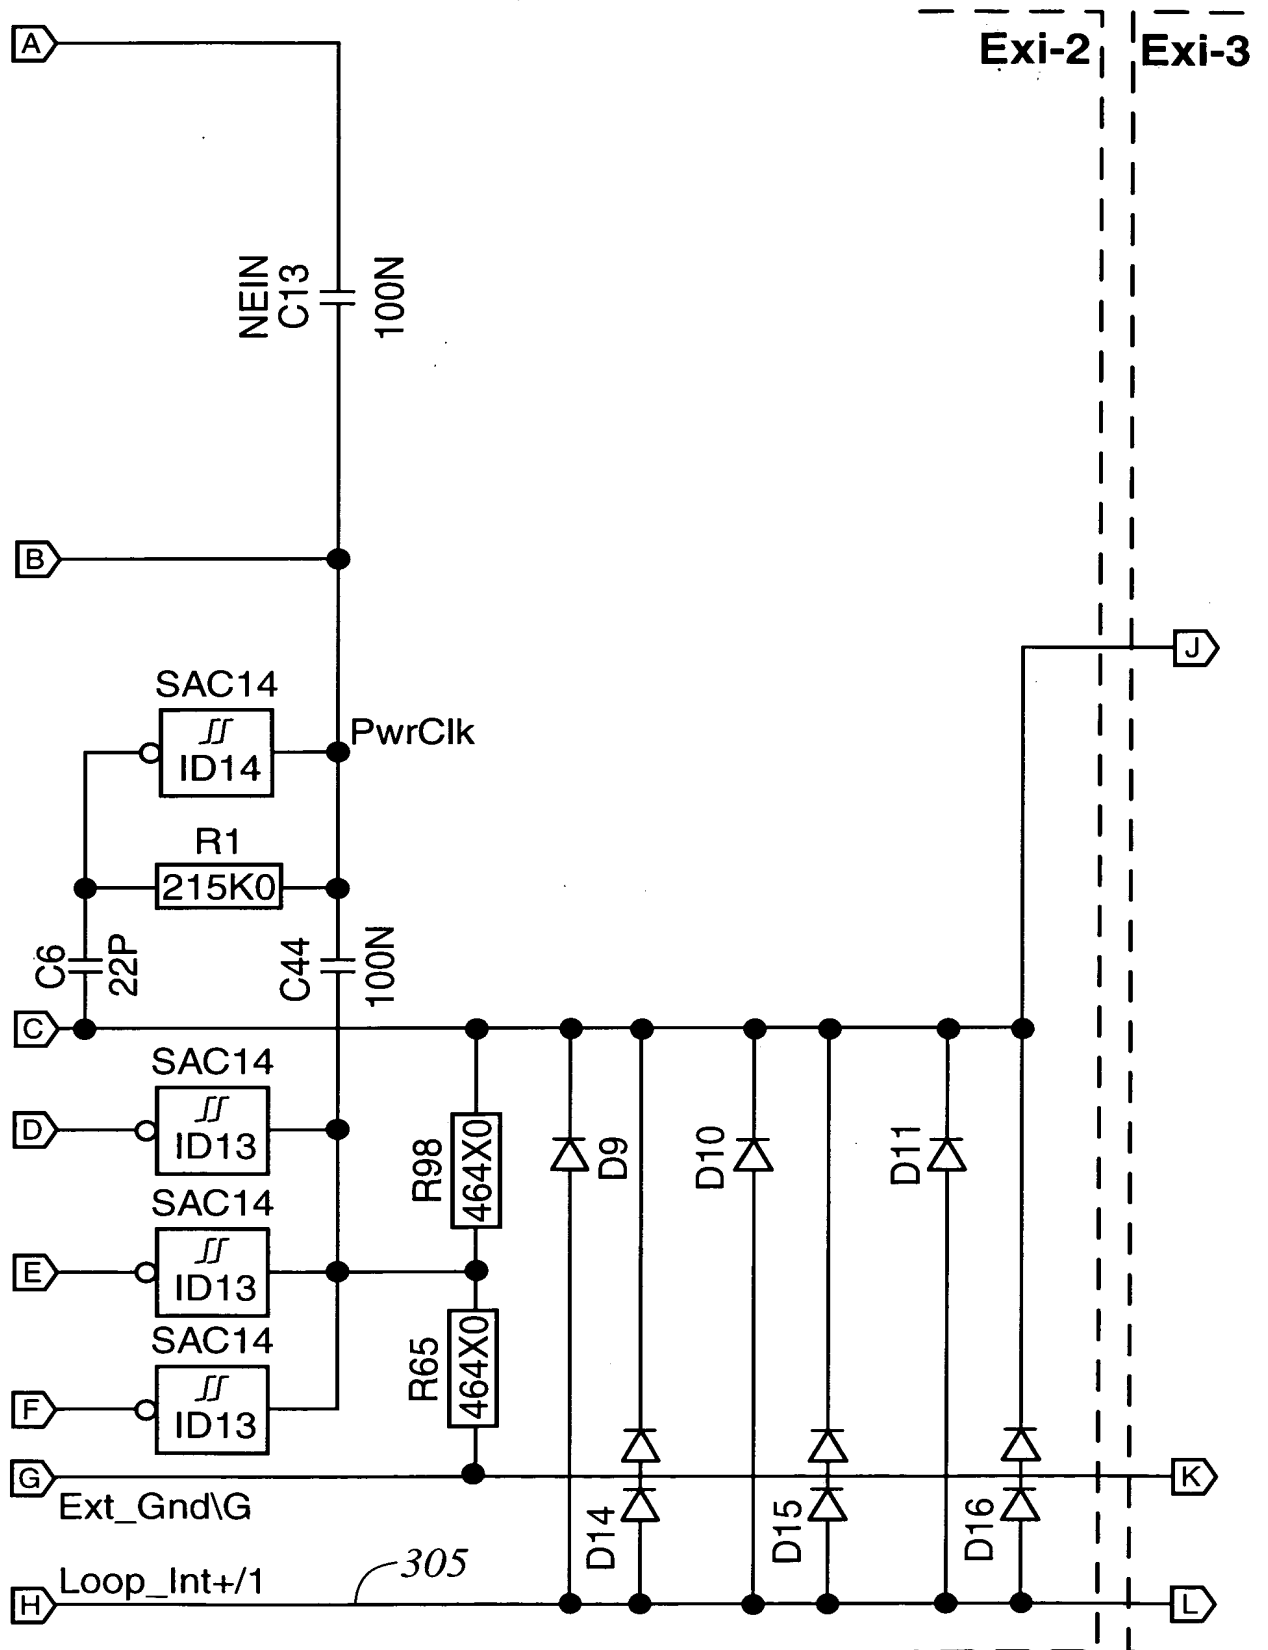 A
Exi-2
Exi-3
NEIN
C13
100N
B
J
SAC14
ID14
PwrClk
R1
215K0
C6
22P
C44
100N
C
SAC14
D
ID13
R98
464X0
D9
D10
D11
SAC14
E
ID13
SAC14
F
ID13
R65
464X0
G
K
Ext_Gnd\G
D14
D15
D16
305
Loop_Int+/1
H
L